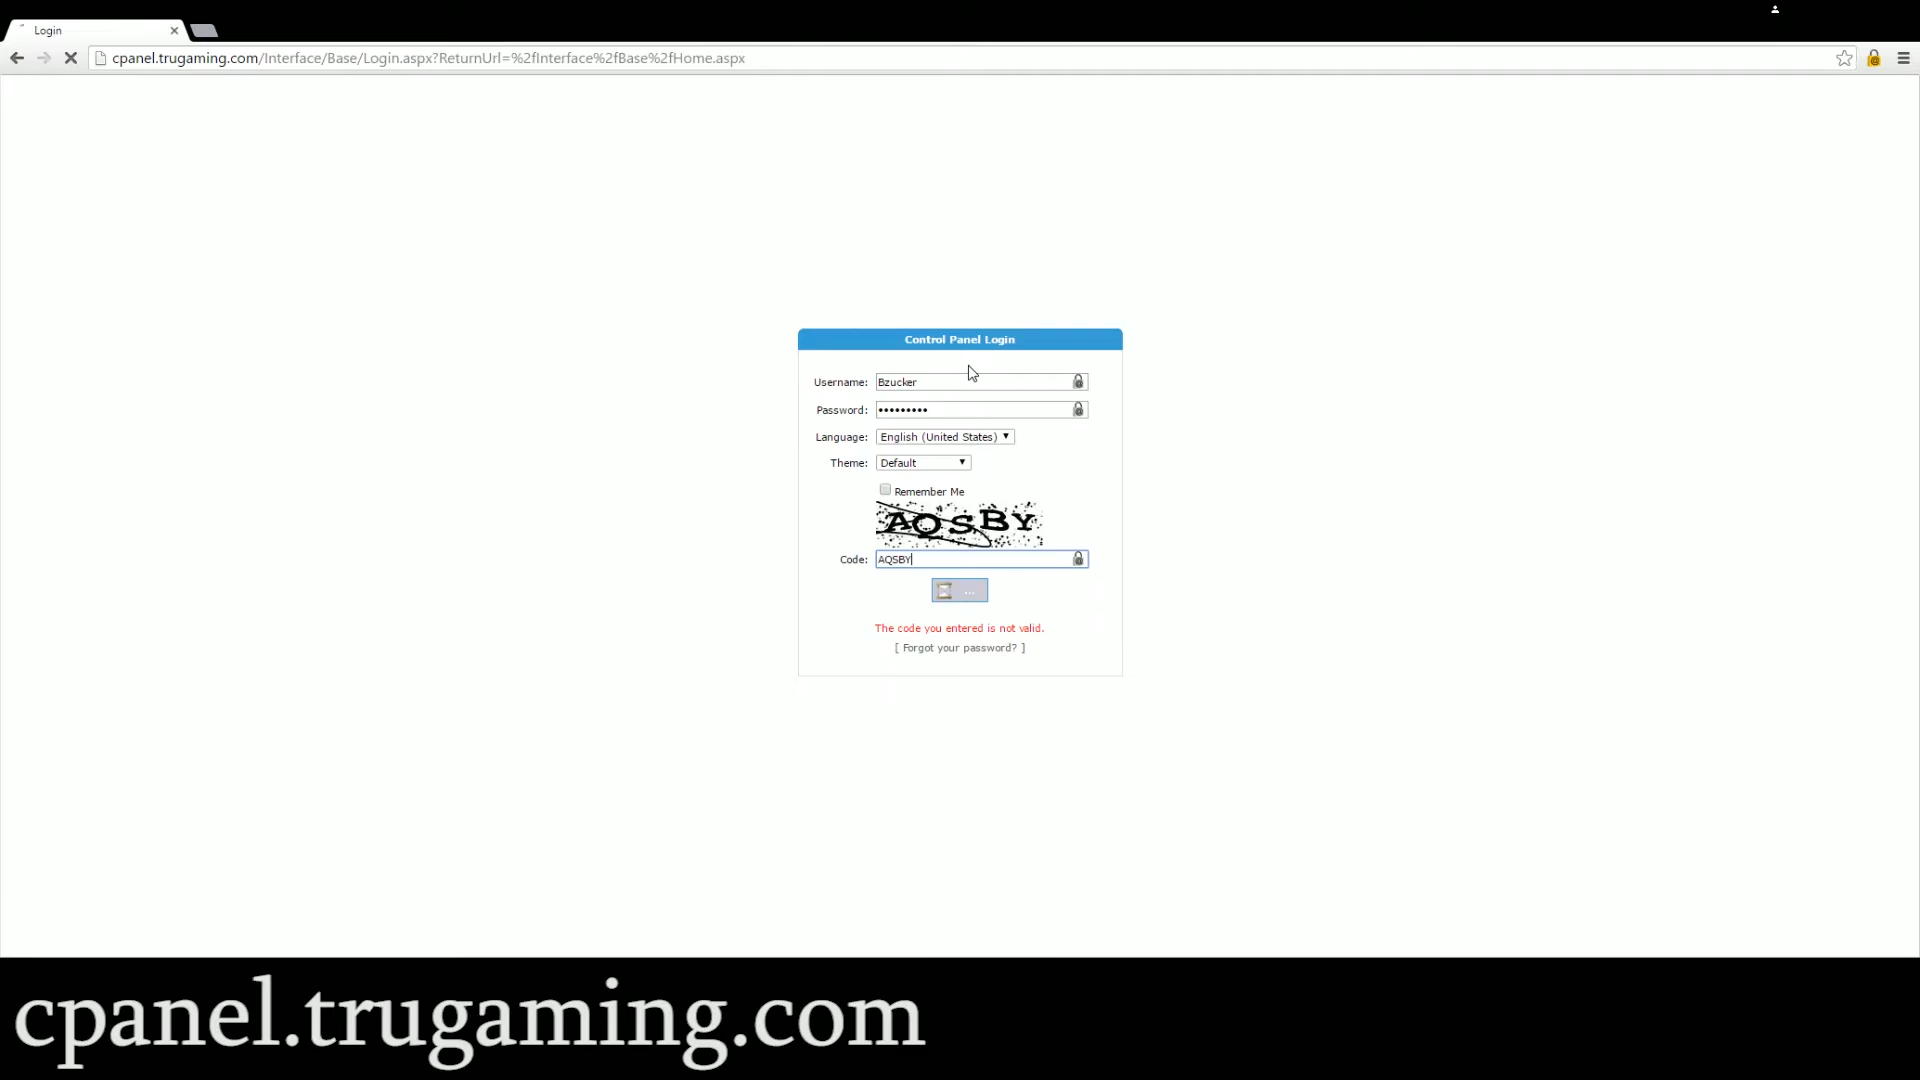 Login
cpanel.trugaming.com/Interface/Base/Login.aspx?ReturnUrl=%2fInterface%2fBase%2fHome.aspx
Control Panel Login
Username: Bzucker
Password: •••••••••
Language: English (United States)
Theme: Default
Remember Me
AQSBY
Code: AQSBY
...
The code you entered is not valid.
[ Forgot your password? ]
cpanel.trugaming.com